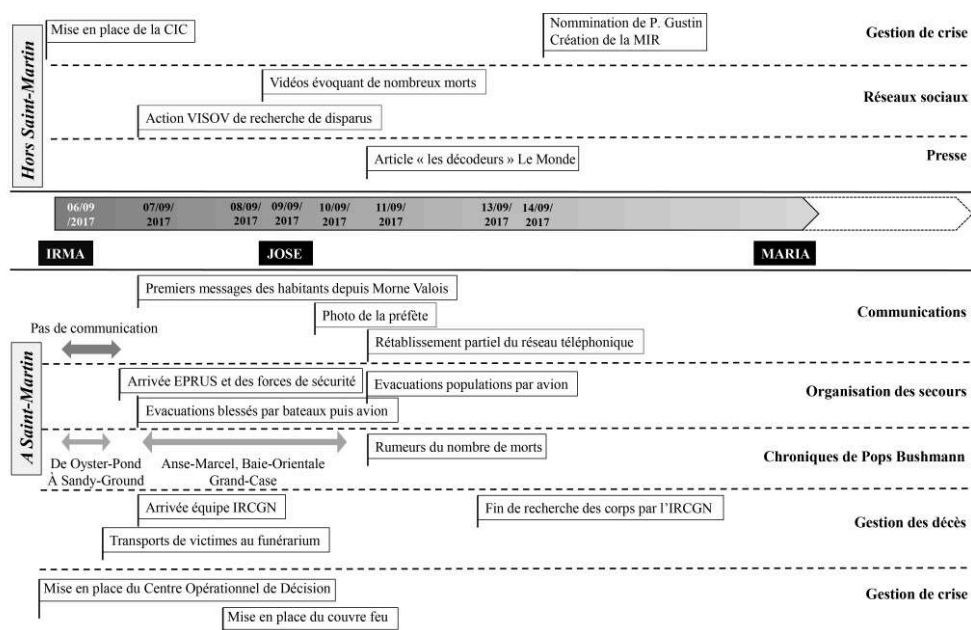 Hors Saint-Martin
Mise en place de la CIC
Nommination de P. Gustin
Création de la MIR
Gestion de crise
Vidéos évoquant de nombreux morts
Action VISOV de recherche de disparus
Réseaux sociaux
Article « les décodeurs » Le Monde
Presse
06/09
/2017
07/09/
2017
08/09/
2017
09/09/
2017
10/09/
2017
11/09/
2017
13/09/
2017
14/09/
2017
IRMA
JOSE
MARIA
A Saint-Martin
Premiers messages des habitants depuis Morne Valois
Photo de la préfète
Pas de communication
Rétablissement partiel du réseau téléphonique
Communications
Arrivée EPRUS et des forces de sécurité
Evacuations populations par avion
Evacuations blessés par bateaux puis avion
Organisation des secours
Rumeurs du nombre de morts
De Oyster-Pond
À Sandy-Ground
Anse-Marcel, Baie-Orientale
Grand-Case
Chroniques de Pops Bushmann
Arrivée équipe IRCGN
Fin de recherche des corps par l'IRCGN
Transports de victimes au funérarium
Gestion des décès
Mise en place du Centre Opérationnel de Décision
Mise en place du couvre feu
Gestion de crise